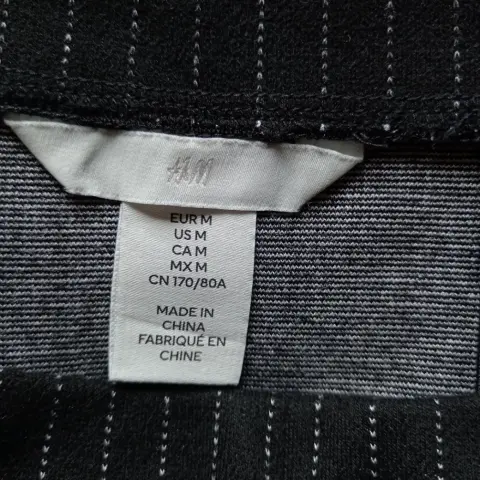 H&M
EUR M
US M
CA M
MX M
CN 170/80A
MADE IN
CHINA
FABRIQUÉ EN
CHINE